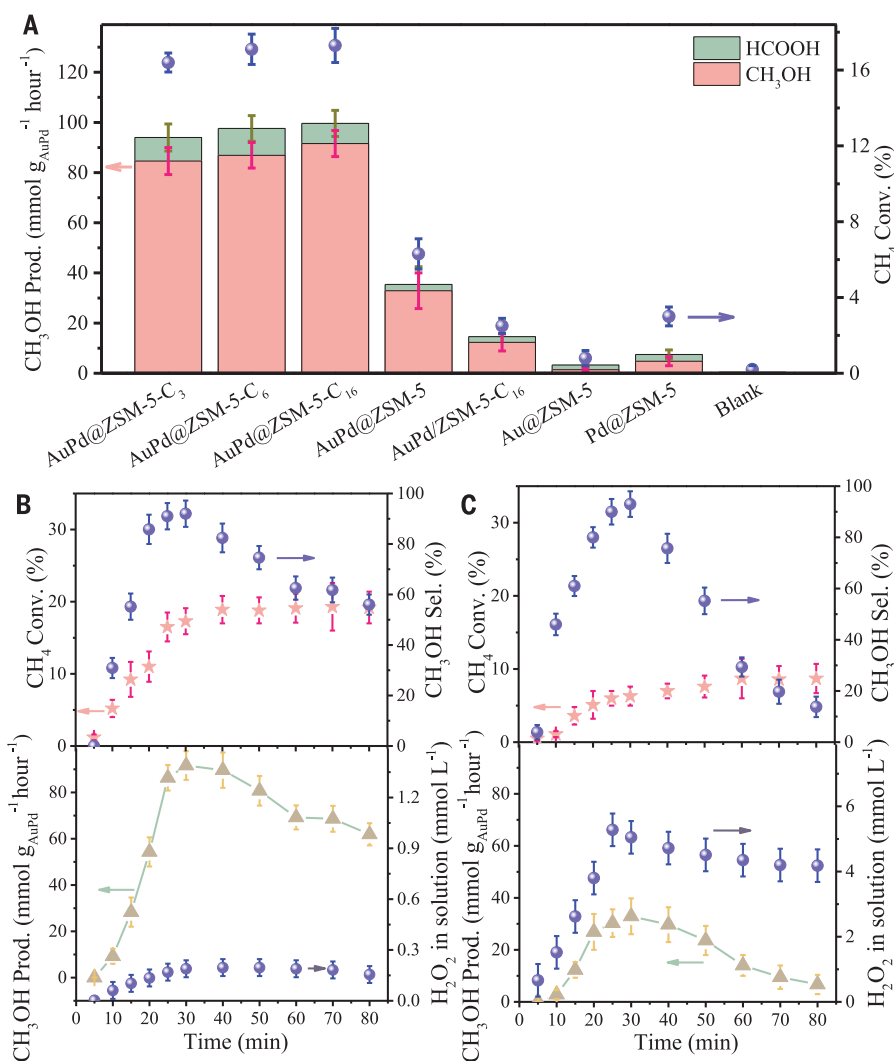 A
HCOOH
CH₃OH
CH₃OH Prod. (mmol g_AuPd⁻¹ hour⁻¹)
120
100
80
60
40
20
0
16
12
8
4
0
CH₄ Conv. (%)
AuPd@ZSM-5-C₃
AuPd@ZSM-5-C₆
AuPd@ZSM-5-C₁₆
AuPd@ZSM-5
AuPd/ZSM-5-C₁₆
Au@ZSM-5
Pd@ZSM-5
Blank
B
CH₄ Conv. (%)
30
20
10
0
100
80
60
40
20
0
CH₃OH Sel. (%)
CH₃OH Prod. (mmol g_AuPd⁻¹ hour⁻¹)
80
60
40
20
0
1.2
0.9
0.6
0.3
0.0
H₂O₂ in solution (mmol L⁻¹)
0 10 20 30 40 50 60 70 80
Time (min)
C
CH₄ Conv. (%)
30
20
10
0
100
80
60
40
20
0
CH₃OH Sel. (%)
CH₃OH Prod. (mmol g_AuPd⁻¹ hour⁻¹)
80
60
40
20
0
6
5
4
2
1
0
H₂O₂ in solution (mmol L⁻¹)
0 10 20 30 40 50 60 70 80
Time (min)